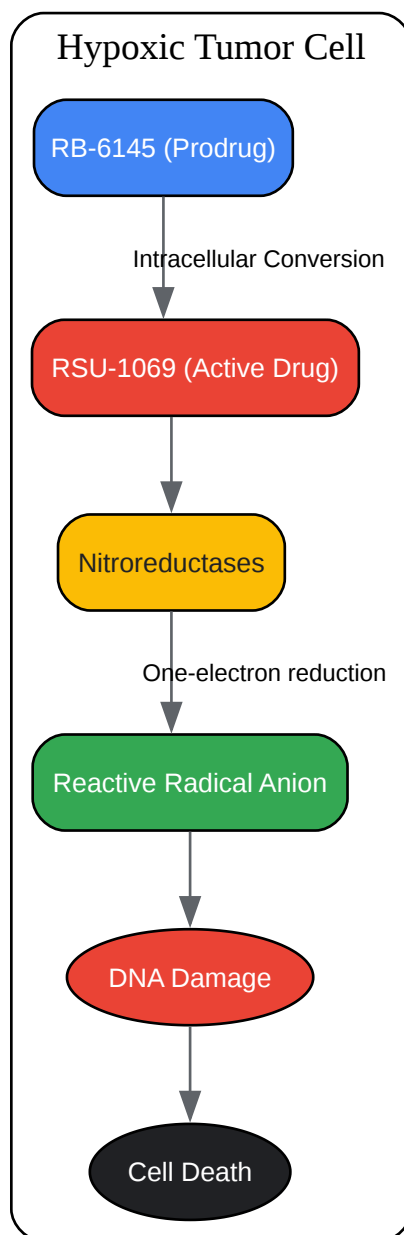 Hypoxic Tumor Cell
RB-6145 (Prodrug)
Intracellular Conversion
RSU-1069 (Active Drug)
Nitroreductases
One-electron reduction
Reactive Radical Anion
DNA Damage
Cell Death